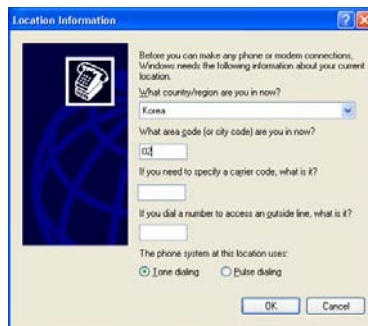 Location Information
Before you can make any phone or modem connections,
Windows needs the following information about your current
location.
What country/region are you in now?
Korea
What area code (or city code) are you in now?
02
If you need to specify a carrier code, what is it?
If you dial a number to access an outside line, what is it?
The phone system at this location uses:
Tone dialing
Pulse dialing
OK
Cancel